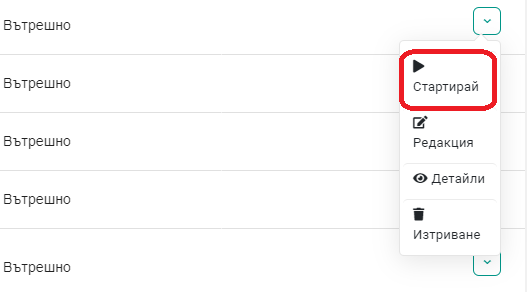 Вътрешно
Стартирай
Вътрешно
Редакция
Вътрешно
Детайли
Вътрешно
Изтриване
Вътрешно